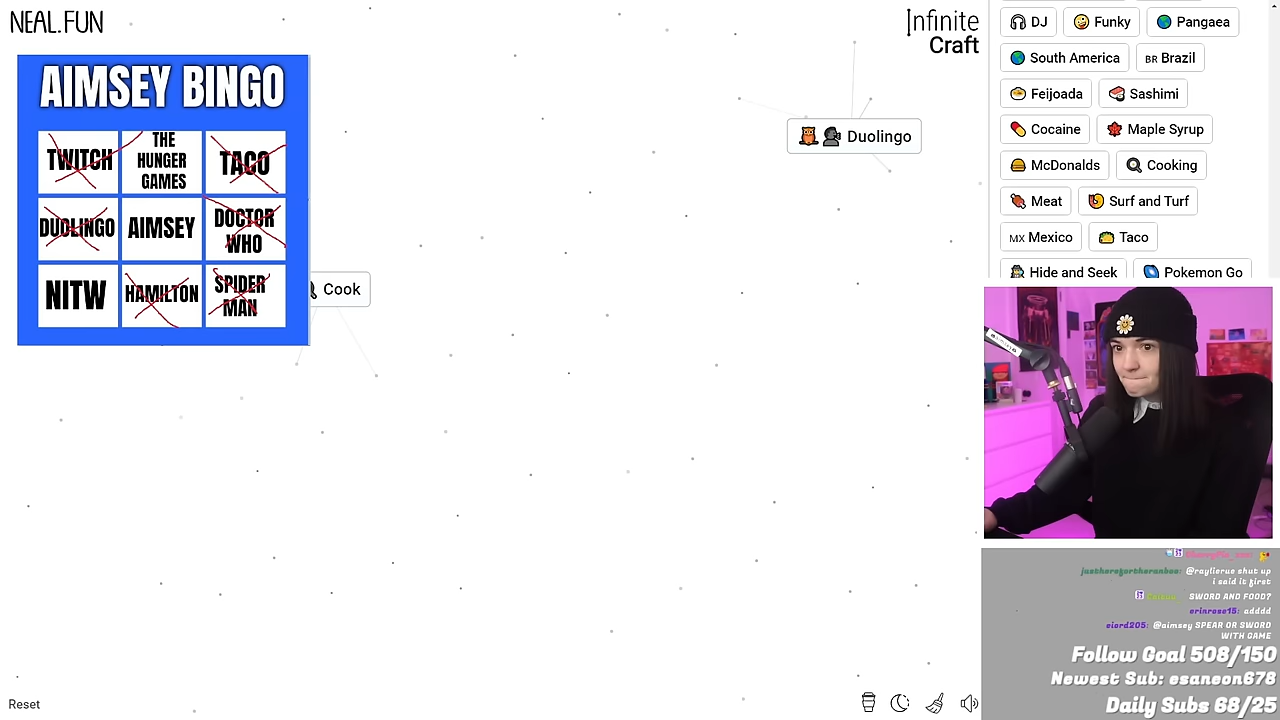 NEAL.FUN
Infinite
Craft
AIMSEY BINGO
TWITCH
THE
HUNGER
GAMES
TACO
DUOLINGO
AIMSEY
DOCTOR
WHO
NITW
HAMILTON
SPIDER
MAN
Cook
Duolingo
DJ
Funky
Pangaea
South America
BR Brazil
Feijoada
Sashimi
Cocaine
Maple Syrup
McDonalds
Cooking
Meat
Surf and Turf
MX Mexico
Taco
Hide and Seek
Pokemon Go
justheresfortheranboo: @raylierue shut up
i said it first
SWORD AND FOOD?
erinrose15: adddd
eiord205: @aimsey SPEAR OR SWORD
WITH GAME
Follow Goal 508/150
Newest Sub: esaneon678
Daily Subs 68/25
Reset